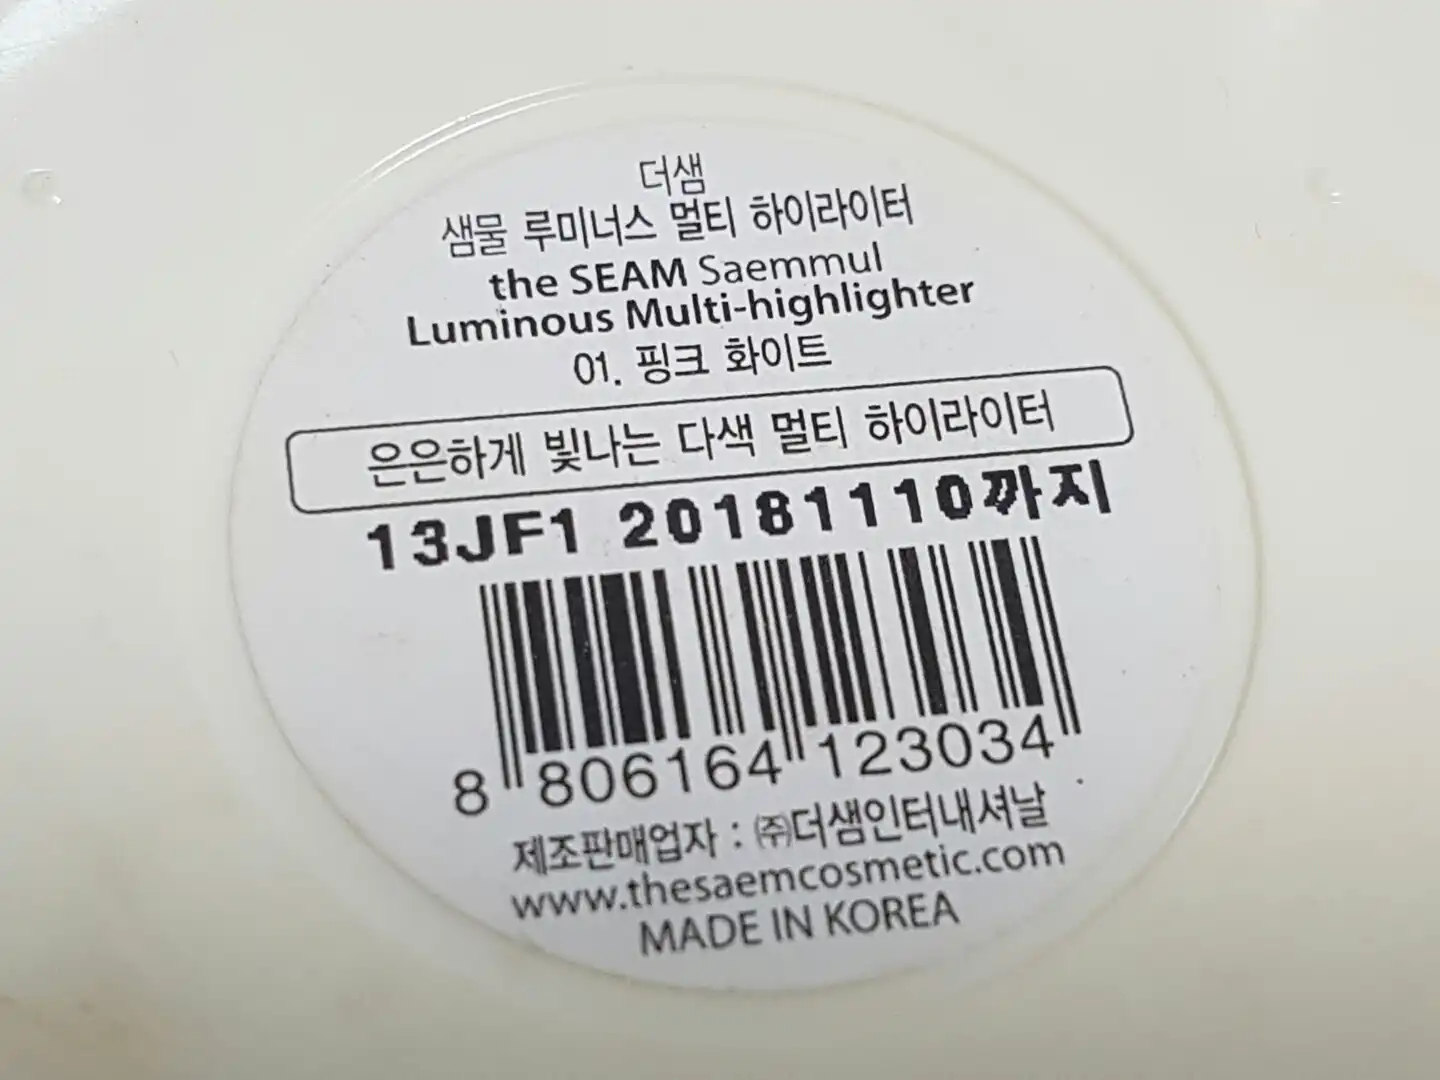 더샘
샘물 루미너스 멀티 하이라이터
the SEAM Saemmul
Luminous Multi-highlighter
01. 핑크 화이트
은은하게 빛나는 다색 멀티 하이라이터
13JF1 20181110까지
8 806164 123034
제조판매업자 : ㈜더샘인터내셔날
www.thesaemcosmetic.com
MADE IN KOREA